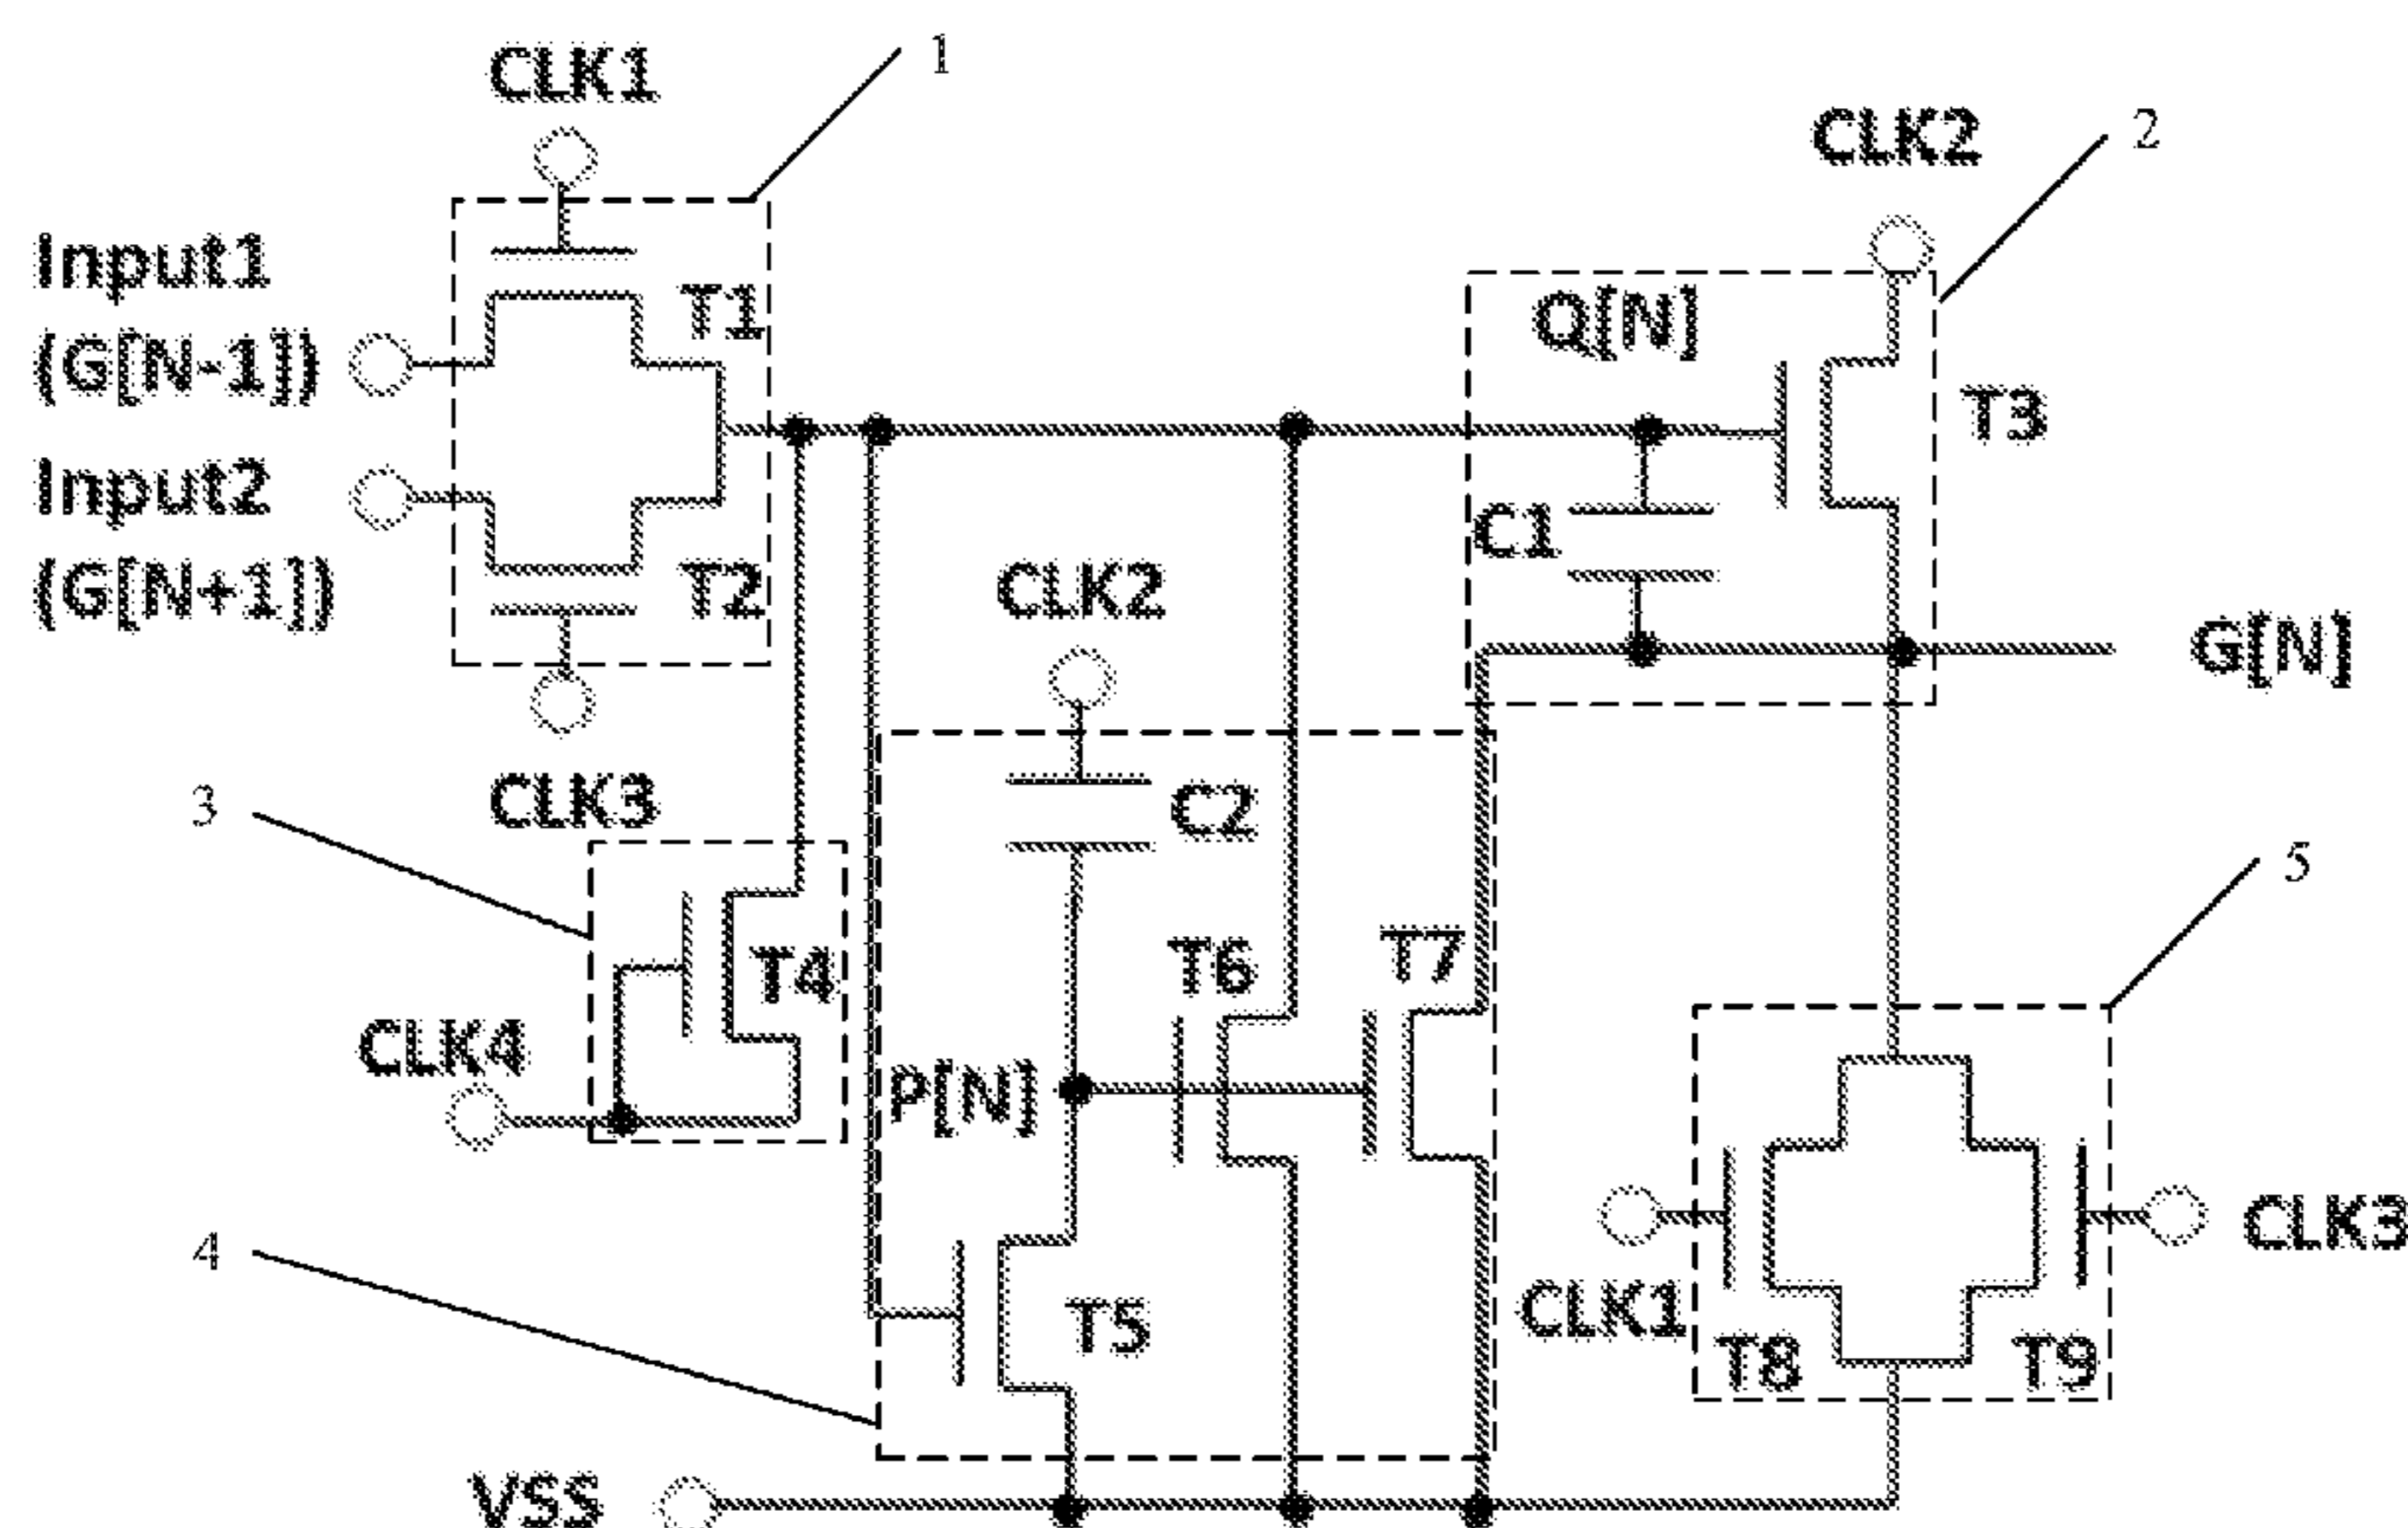 CLK1
1
CLK2
2
Input1
(G[N-1])
T1
Q[N]
T3
Input2
(G[N+1])
T2
C1
CLK2
G[N]
CLK3
3
C2
5
T4
T6
T7
CLK4
P[N]
CLK3
4
T5
CLK1
T8
T9
VSS